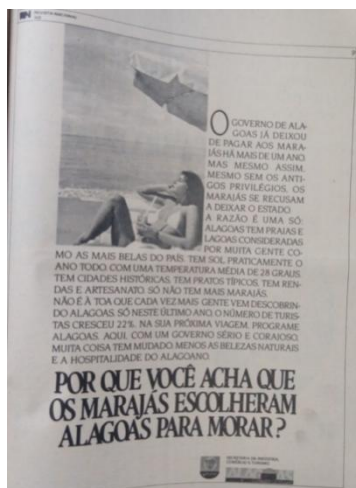 O GOVERNO DE ALA-
GOAS JÁ DEIXOU
DE PAGAR AOS MARA-
JÁS HÁ MAIS DE UM ANO.
MAS MESMO ASSIM,
MESMO SEM OS ANTI-
GOS PRIVILÉGIOS, OS
MARAJÁS SE RECUSAM
A DEIXAR O ESTADO.
A RAZÃO É UMA SÓ:
ALAGOAS TEM PRAIAS E
LAGOAS CONSIDERADAS
POR MUITA GENTE CO-
MO AS MAIS BELAS DO PAÍS. TEM SOL PRATICAMENTE O
ANO TODO, COM UMA TEMPERATURA MÉDIA DE 28 GRAUS.
TEM CIDADES HISTÓRICAS, TEM PRATOS TÍPICOS, TEM REN-
DAS E ARTESANATO. SÓ NÃO TEM MAIS MARAJÁS.
NÃO É À TOA QUE CADA VEZ MAIS GENTE VEM DESCOBRIN-
DO ALAGOAS. SÓ NESTE ÚLTIMO ANO, O NÚMERO DE TURIS-
TAS CRESCEU 22%. NA SUA PRÓXIMA VIAGEM, PROGRAME
ALAGOAS. AQUI, COM UM GOVERNO SÉRIO E CORAJOSO,
MUITA COISA TEM MUDADO. MENOS AS BELEZAS NATURAIS
E A HOSPITALIDADE DO ALAGOANO.
POR QUE VOCÊ ACHA QUE
OS MARAJÁS ESCOLHERAM
ALAGOAS PARA MORAR?
SECRETARIA DA INDÚSTRIA
COMÉRCIO E TURISMO